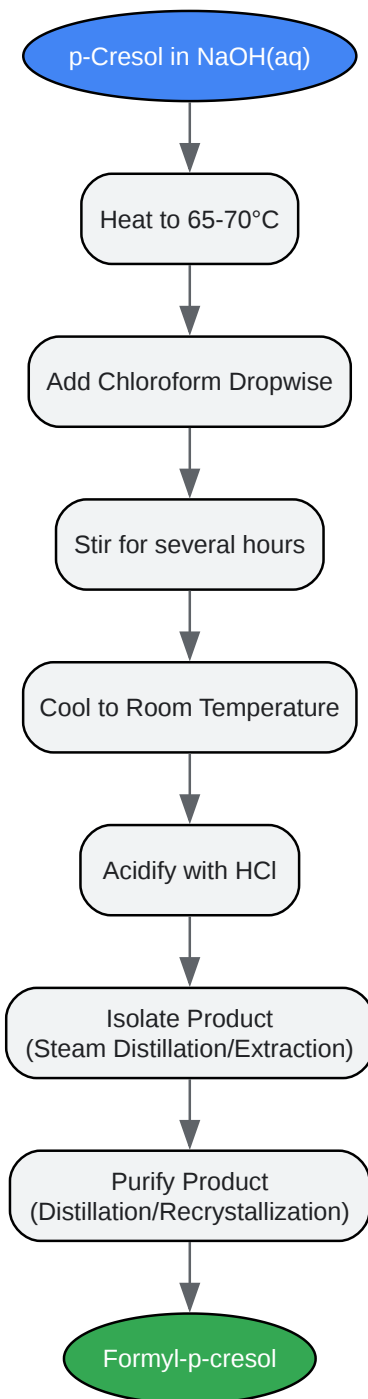 p-Cresol in NaOH(aq)
Heat to 65-70°C
Add Chloroform Dropwise
Stir for several hours
Cool to Room Temperature
Acidify with HCl
Isolate Product
(Steam Distillation/Extraction)
Purify Product
(Distillation/Recrystallization)
Formyl-p-cresol